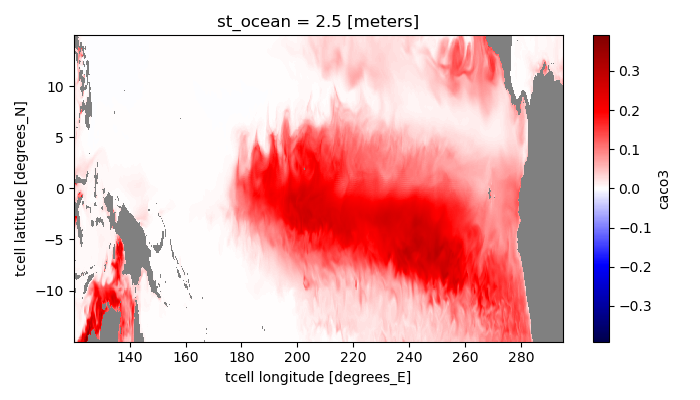 st_ocean = 2.5 [meters]
tcell latitude [degrees_N]
10
5
0
−5
−10
140 160 180 200 220 240 260 280
tcell longitude [degrees_E]
0.3
0.2
0.1
0.0
−0.1
−0.2
−0.3
caco3